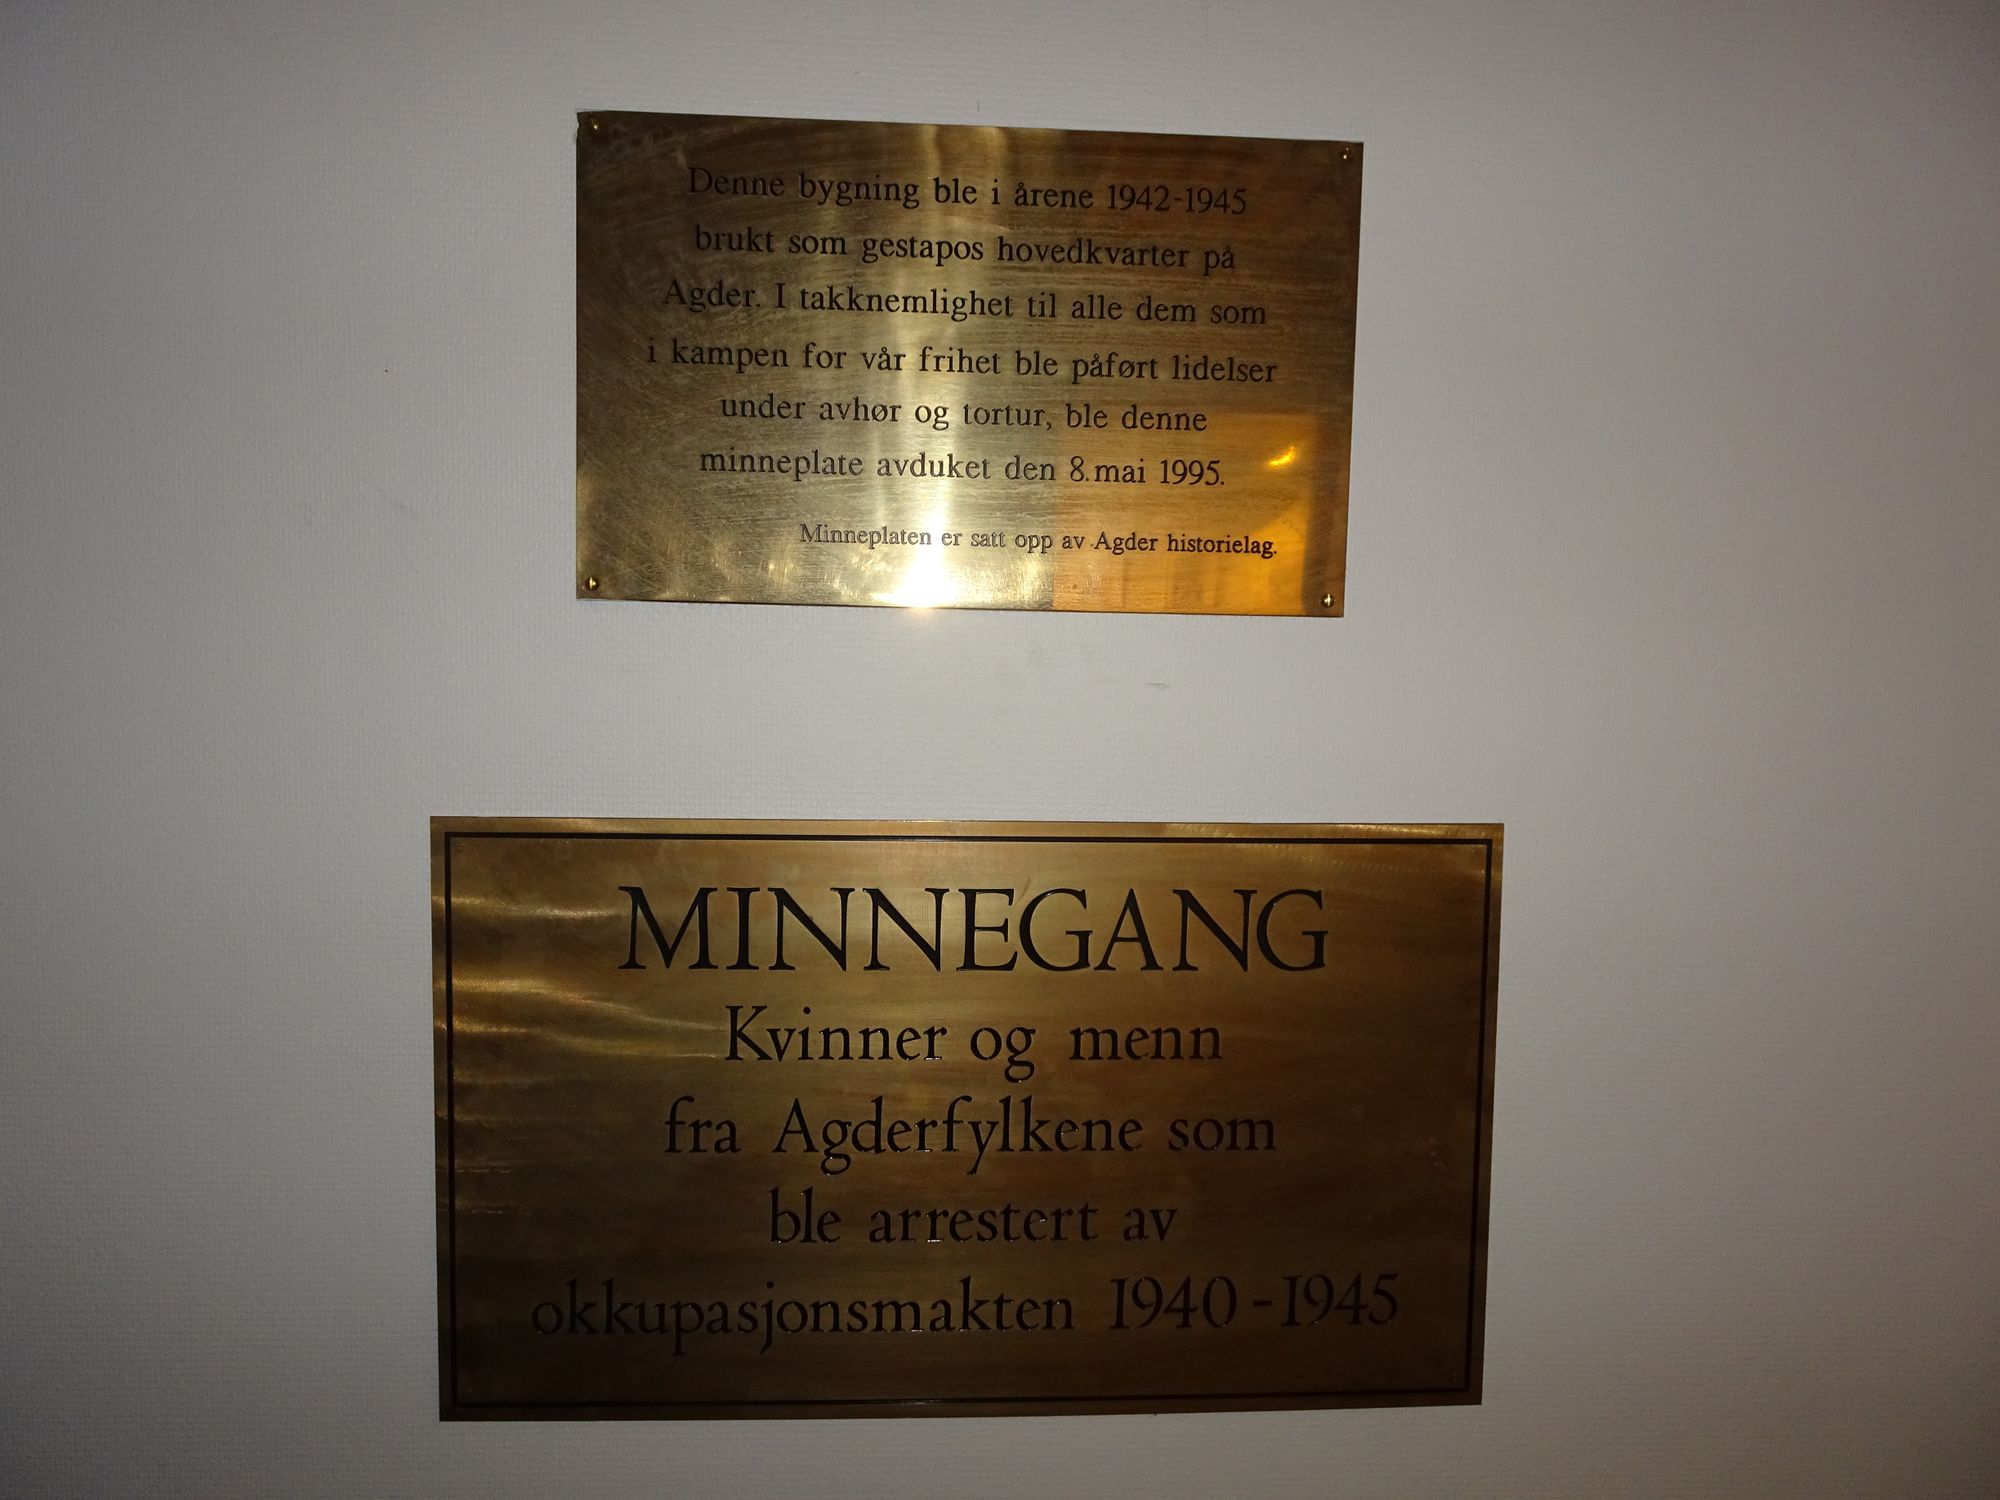 Denne bygning ble i årene 1942-1945
brukt som gestapos hovedkvarter på
Agder. I takknemlighet til alle dem som
i kampen for vår frihet ble påført lidelser
under avhør og tortur, ble denne
minneplate avduket den 8. mai 1995.
Minneplaten er satt opp av Agder historielag.
MINNEGANG
Kvinner og menn
fra Agderfylkene som
ble arrestert av
okkupasjonsmakten 1940-1945